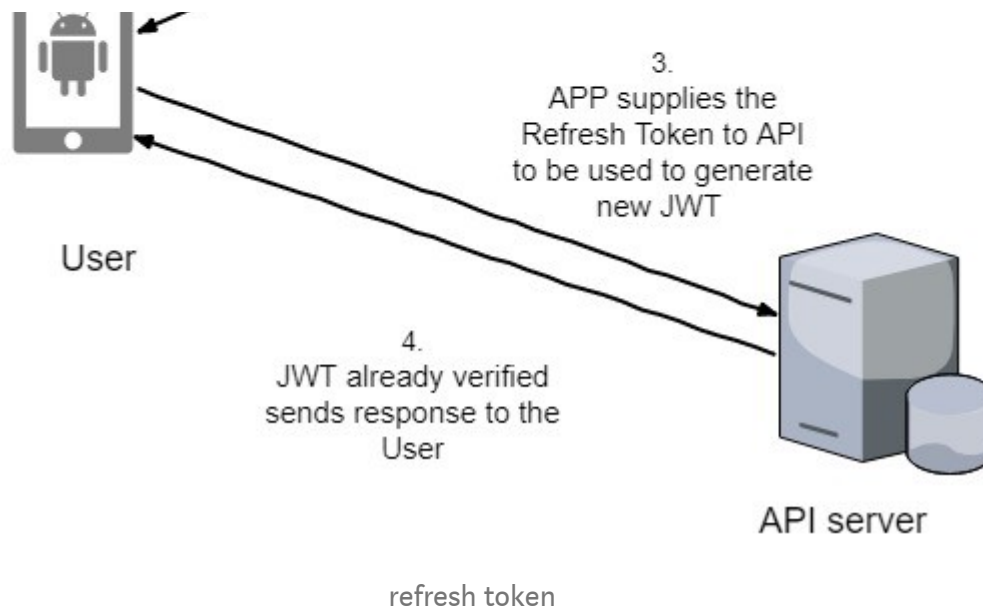 3.
APP supplies the
Refresh Token to API
to be used to generate
new JWT
User
4.
JWT already verified
sends response to the
User
API server
refresh token